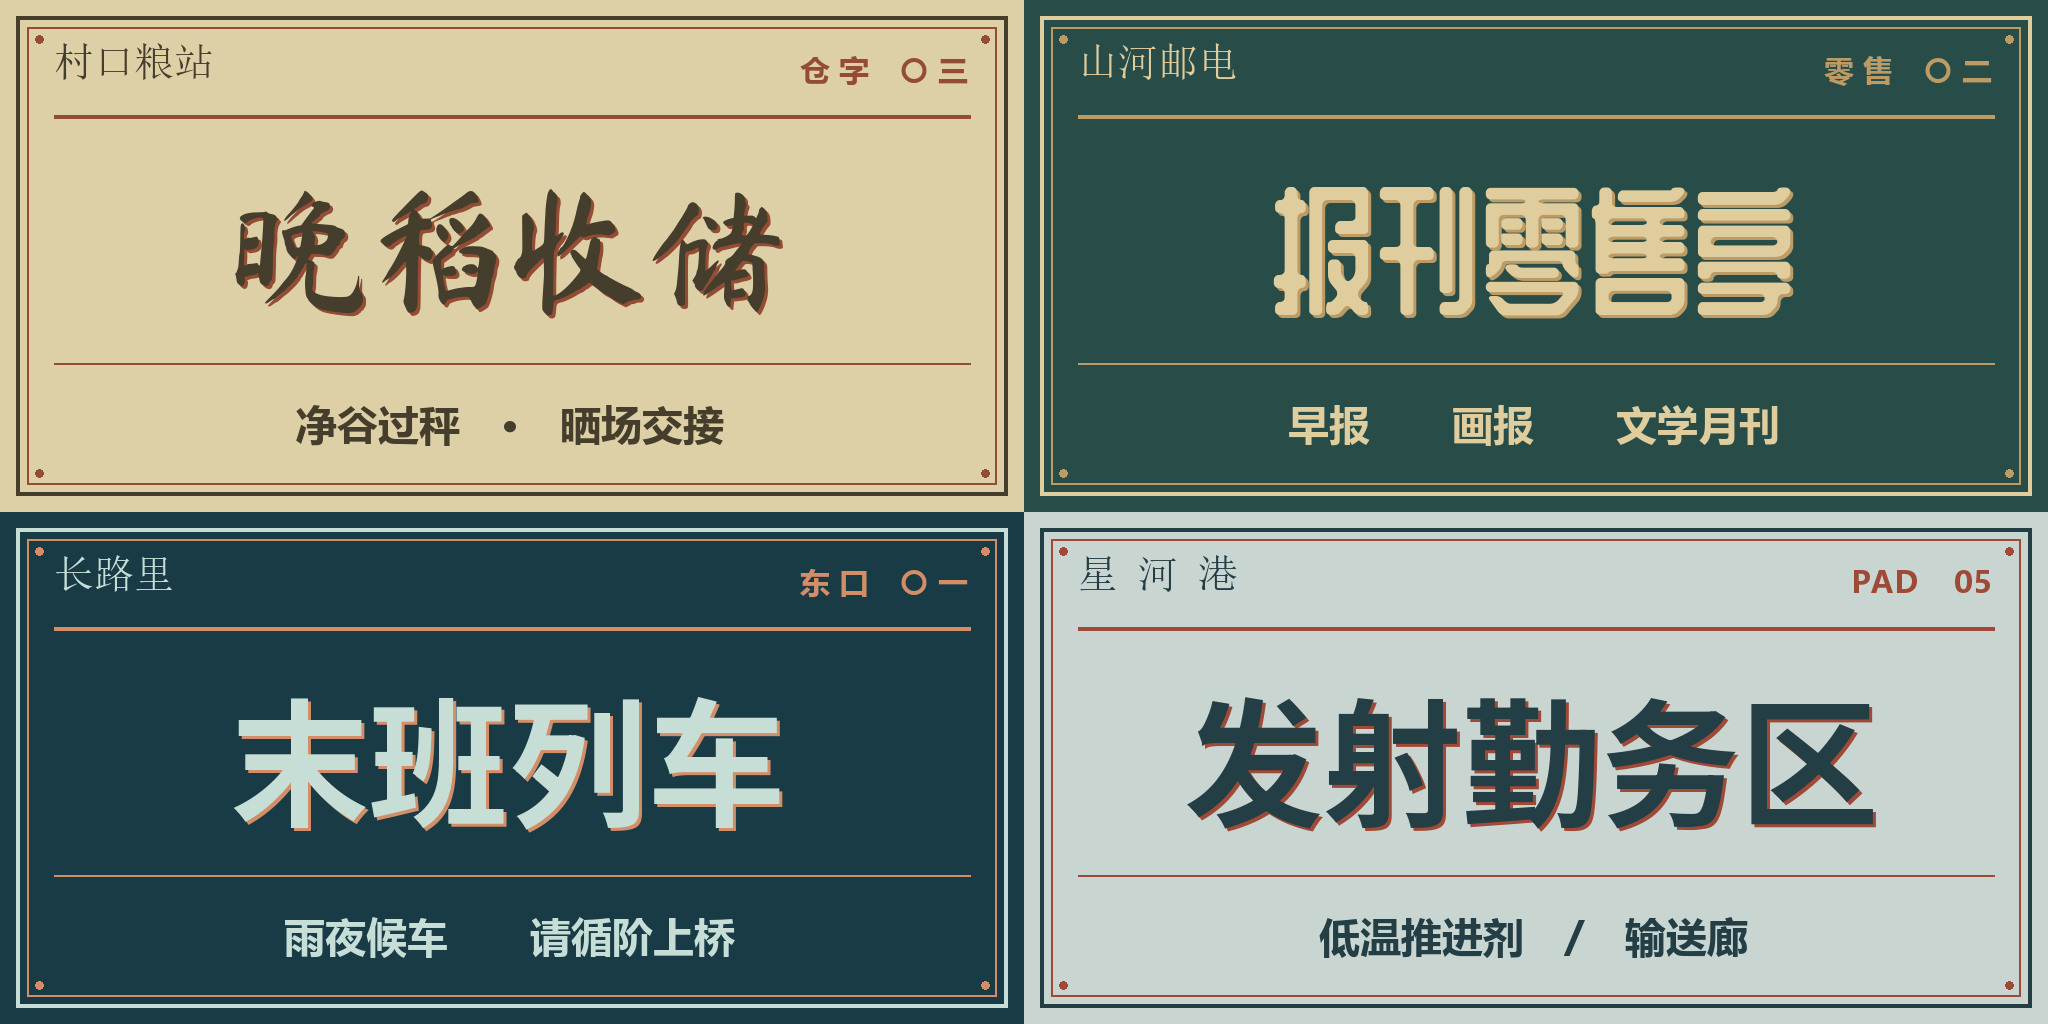 村口粮站
仓字 〇三
晚稻收储
净谷过秤 · 晒场交接
山河邮电
零售 〇二
报刊零售亭
早报 画报 文学月刊
长路里
东口 〇一
末班列车
雨夜候车 请循阶上桥
星河港
PAD 05
发射勤务区
低温推进剂 / 输送廊